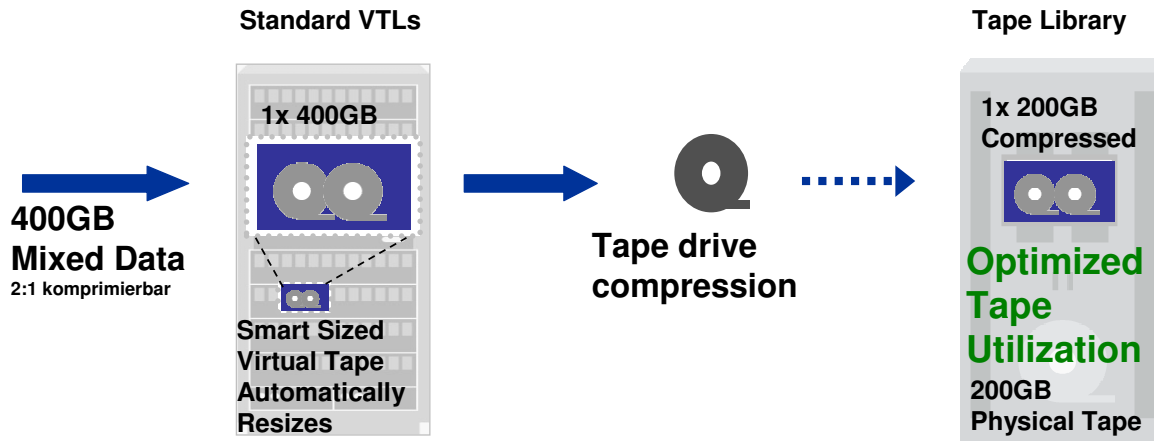 Standard VTLs
Tape Library
1x 400GB
1x 200GB
Compressed
400GB
Mixed Data
2:1 komprimierbar
Tape drive
compression
Optimized
Tape
Utilization
Smart Sized
Virtual Tape
Automatically
Resizes
200GB
Physical Tape